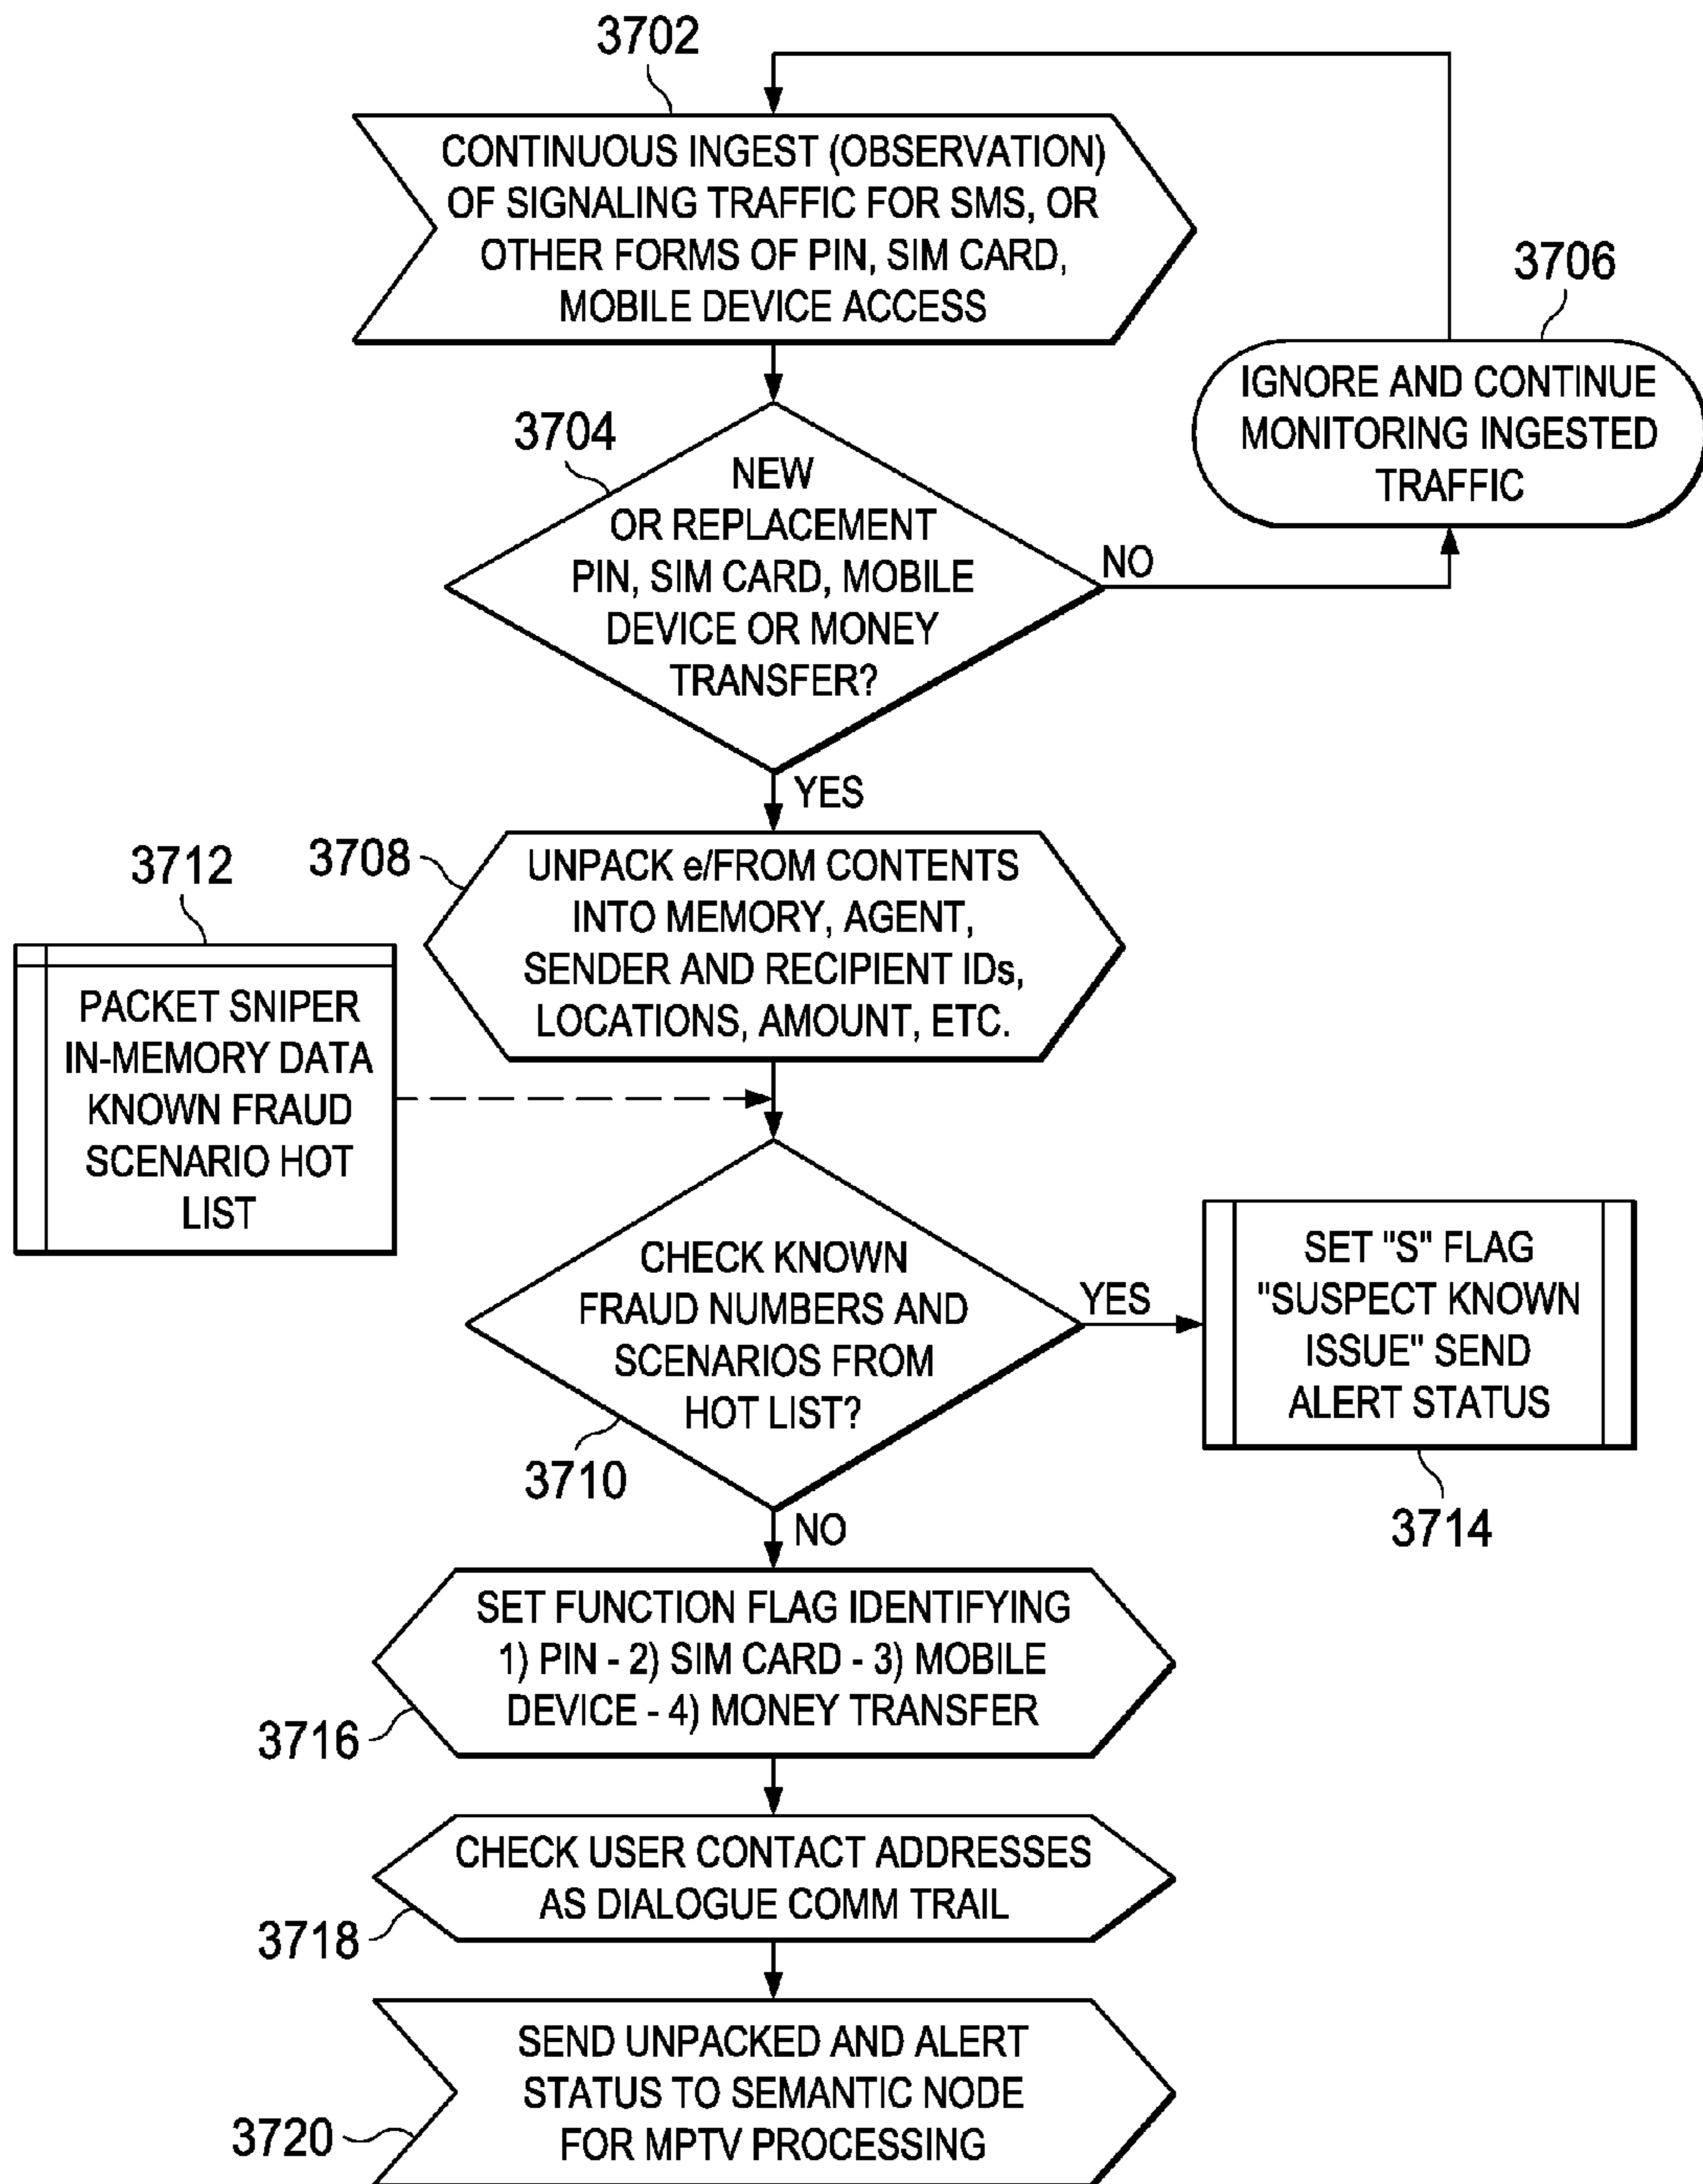 3702
CONTINUOUS INGEST (OBSERVATION)
OF SIGNALING TRAFFIC FOR SMS, OR
OTHER FORMS OF PIN, SIM CARD,
MOBILE DEVICE ACCESS
3706
IGNORE AND CONTINUE
MONITORING INGESTED
TRAFFIC
3704
NEW
OR REPLACEMENT
PIN, SIM CARD, MOBILE
DEVICE OR MONEY
TRANSFER?
NO
YES
3708
UNPACK e/FROM CONTENTS
INTO MEMORY, AGENT,
SENDER AND RECIPIENT IDs,
LOCATIONS, AMOUNT, ETC.
3712
PACKET SNIPER
IN-MEMORY DATA
KNOWN FRAUD
SCENARIO HOT
LIST
CHECK KNOWN
FRAUD NUMBERS AND
SCENARIOS FROM
HOT LIST?
3710
YES
SET "S" FLAG
"SUSPECT KNOWN
ISSUE" SEND
ALERT STATUS
3714
NO
SET FUNCTION FLAG IDENTIFYING
1) PIN - 2) SIM CARD - 3) MOBILE
DEVICE - 4) MONEY TRANSFER
3716
CHECK USER CONTACT ADDRESSES
AS DIALOGUE COMM TRAIL
3718
SEND UNPACKED AND ALERT
STATUS TO SEMANTIC NODE
FOR MPTV PROCESSING
3720